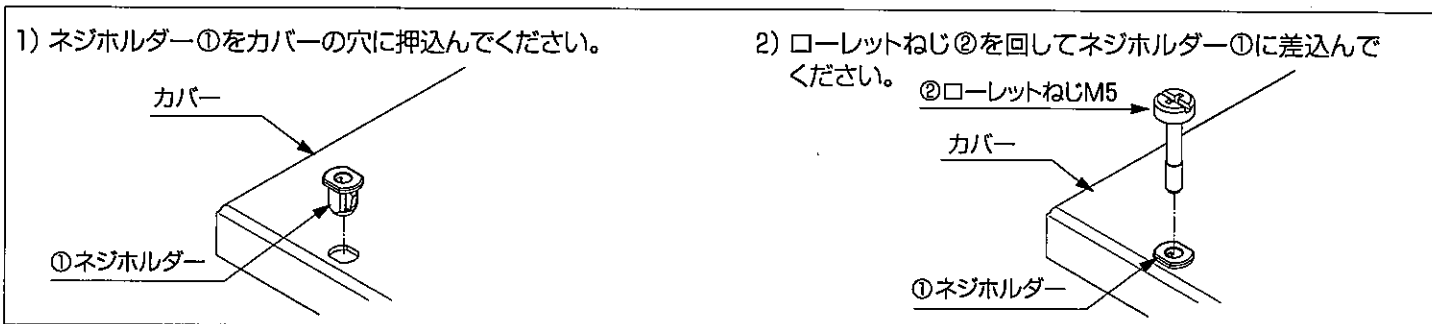 1) ネジホルダー①をカバーの穴に押込んでください。
カバー
①ネジホルダー
2) ローレットねじ②を回してネジホルダー①に差込んで
ください。
②ローレットねじM5
カバー
①ネジホルダー